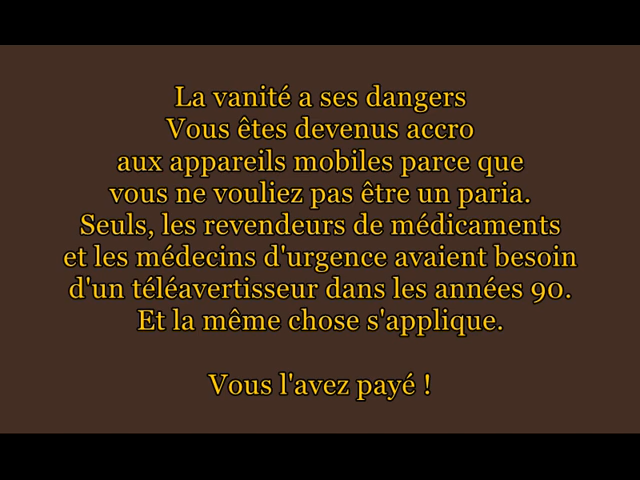 La vanité a ses dangers
Vous êtes devenus accro
aux appareils mobiles parce que
vous ne vouliez pas être un paria.
Seuls, les revendeurs de médicaments
et les médecins d'urgence avaient besoin
d'un téléavertisseur dans les années 90.
Et la même chose s'applique.
Vous l'avez payé !